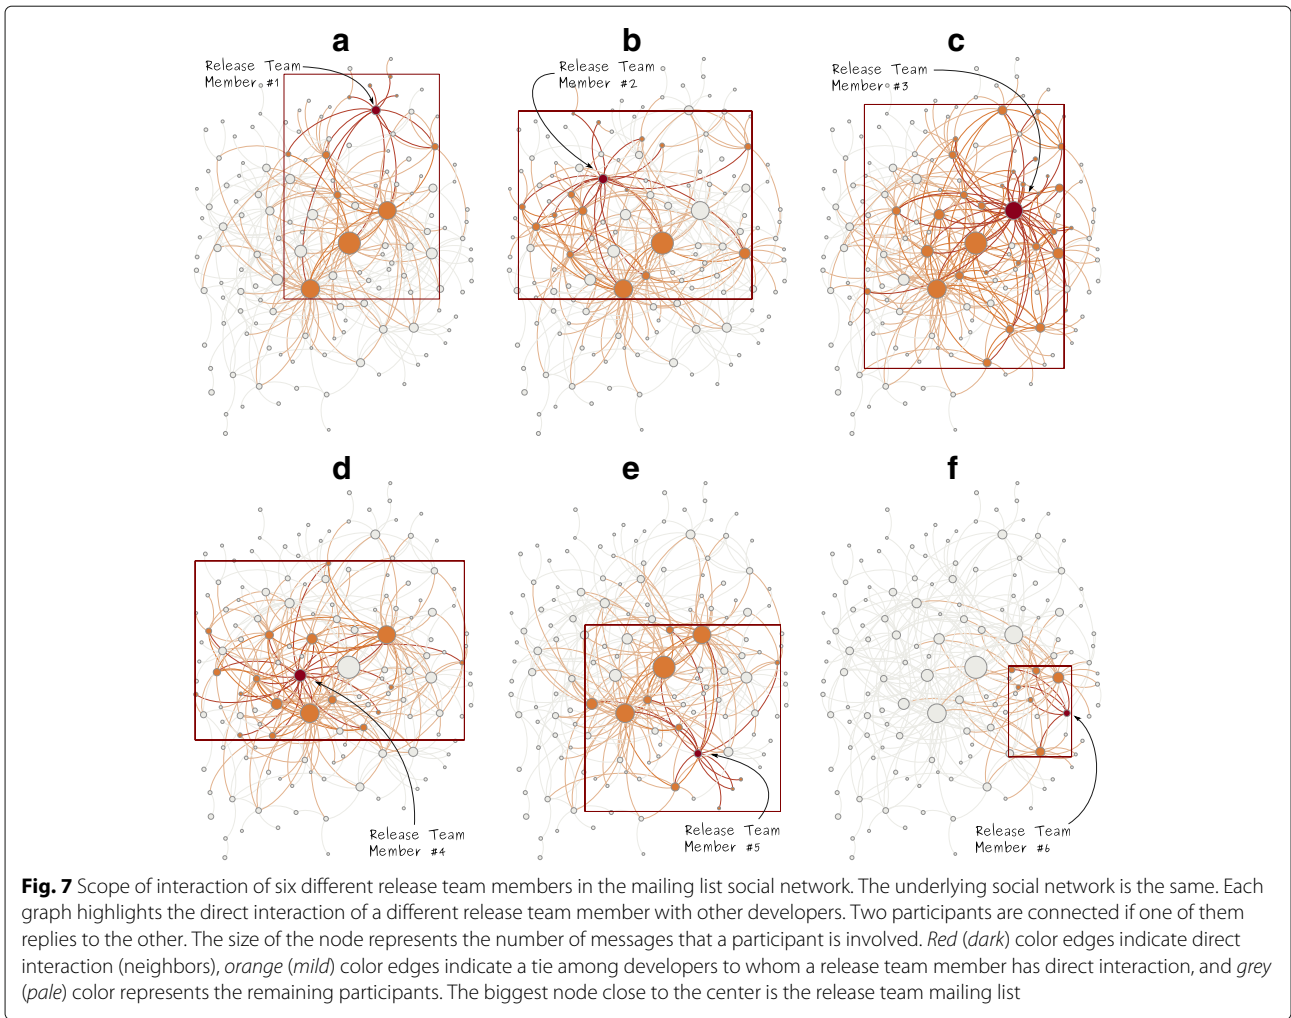 a
b
c
Release Team
Member #1
Release Team
Member #2
Release Team
Member #3
d
e
f
Release Team
Member #4
Release Team
Member #5
Release Team
Member #6
Fig. 7 Scope of interaction of six different release team members in the mailing list social network. The underlying social network is the same. Each
graph highlights the direct interaction of a different release team member with other developers. Two participants are connected if one of them
replies to the other. The size of the node represents the number of messages that a participant is involved. Red (dark) color edges indicate direct
interaction (neighbors), orange (mild) color edges indicate a tie among developers to whom a release team member has direct interaction, and grey
(pale) color represents the remaining participants. The biggest node close to the center is the release team mailing list